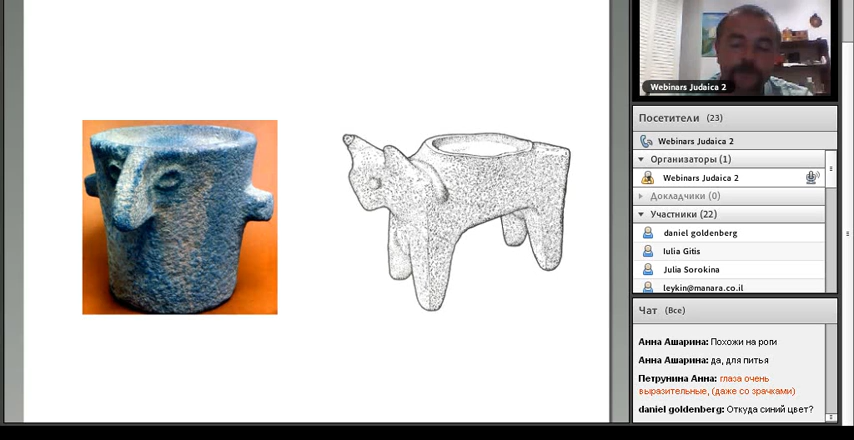 Webinars Judaica 2
Посетители (23)
Webinars Judaica 2
Организаторы (1)
Webinars Judaica 2
Докладчики (0)
Участники (22)
daniel goldenberg
Iulia Gitis
Julia Sorokina
leykin@manara.co.il
Чат (Все)
Анна Ашарина: Похожи на роги
Анна Ашарина: да, для питья
Петрунина Анна: глаза очень
выразительные, (даже со зрачками)
daniel goldenberg: Откуда синий цвет?